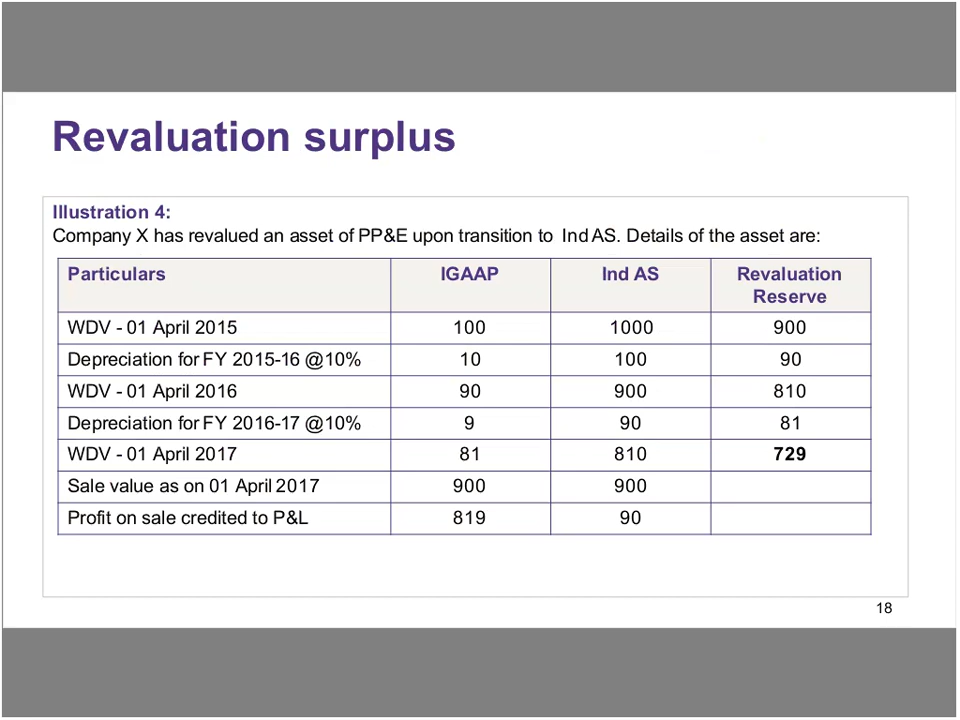 Revaluation surplus
Illustration 4:
Company X has revalued an asset of PP&E upon transition to Ind AS. Details of the asset are:
Particulars IGAAP Ind AS Revaluation Reserve
WDV - 01 April 2015 100 1000 900
Depreciation for FY 2015-16 @10% 10 100 90
WDV - 01 April 2016 90 900 810
Depreciation for FY 2016-17 @10% 9 90 81
WDV - 01 April 2017 81 810 729
Sale value as on 01 April 2017 900 900
Profit on sale credited to P&L 819 90
18